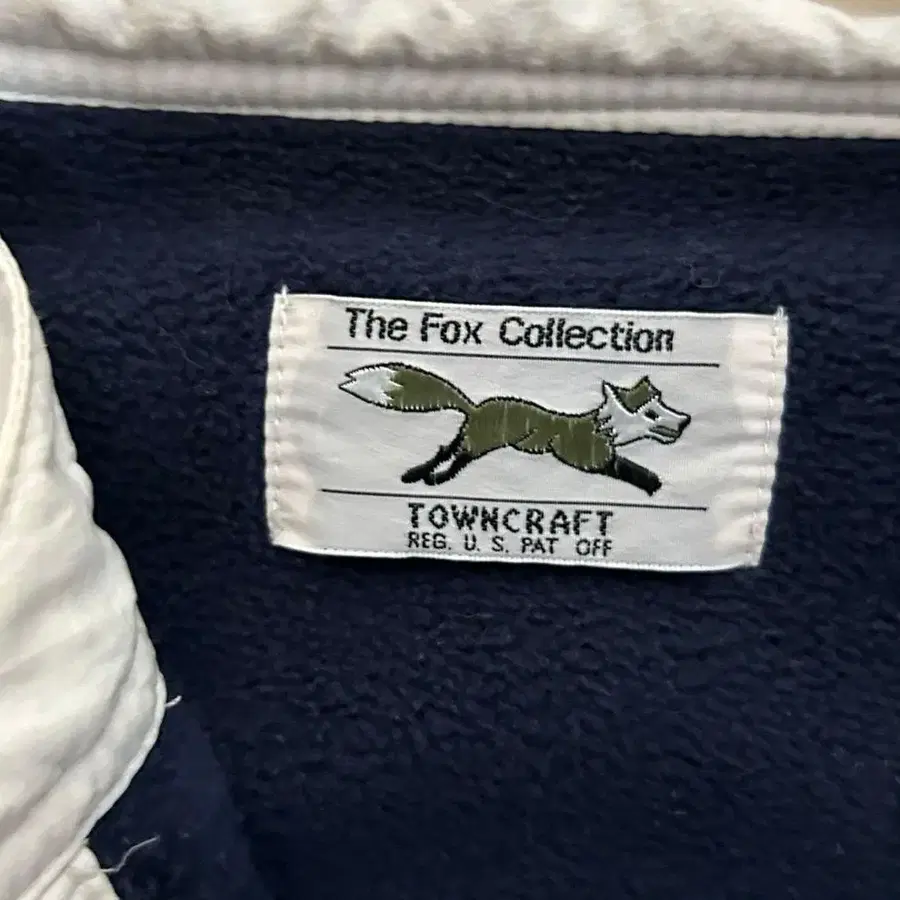 The Fox Collection
TOWNCRAFT
REG. U. S. PAT OFF